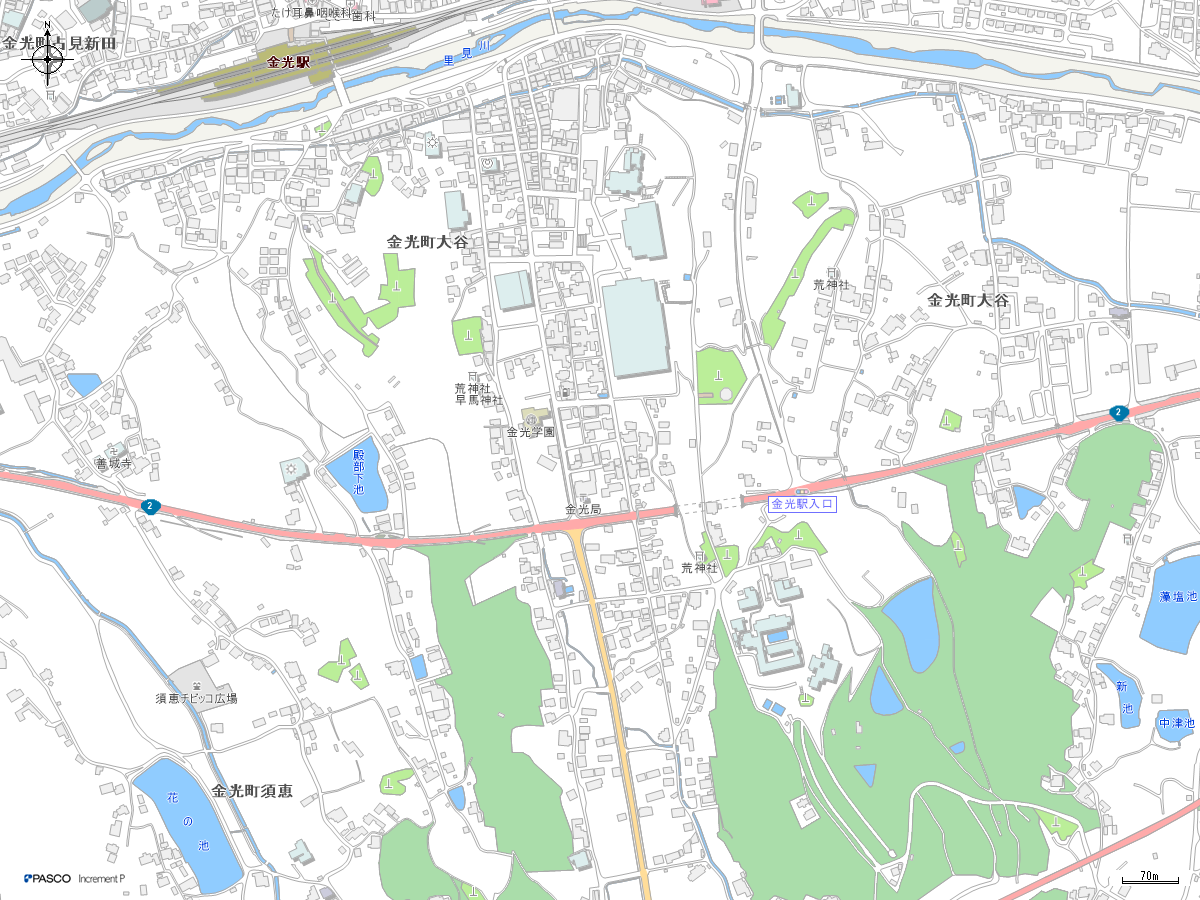 たけ耳鼻咽喉科
歯科
金光町占見新田
N
金光駅
里見川
金光町大谷
荒神社
金光町大谷
荒神社
早馬神社
2
金光学園
殿部下池
善城寺
2
金光駅入口
金光局
荒神社
藻塩池
須恵チビッコ広場
新池
中津池
金光町須恵
花の池
PASCO Increment P
70m